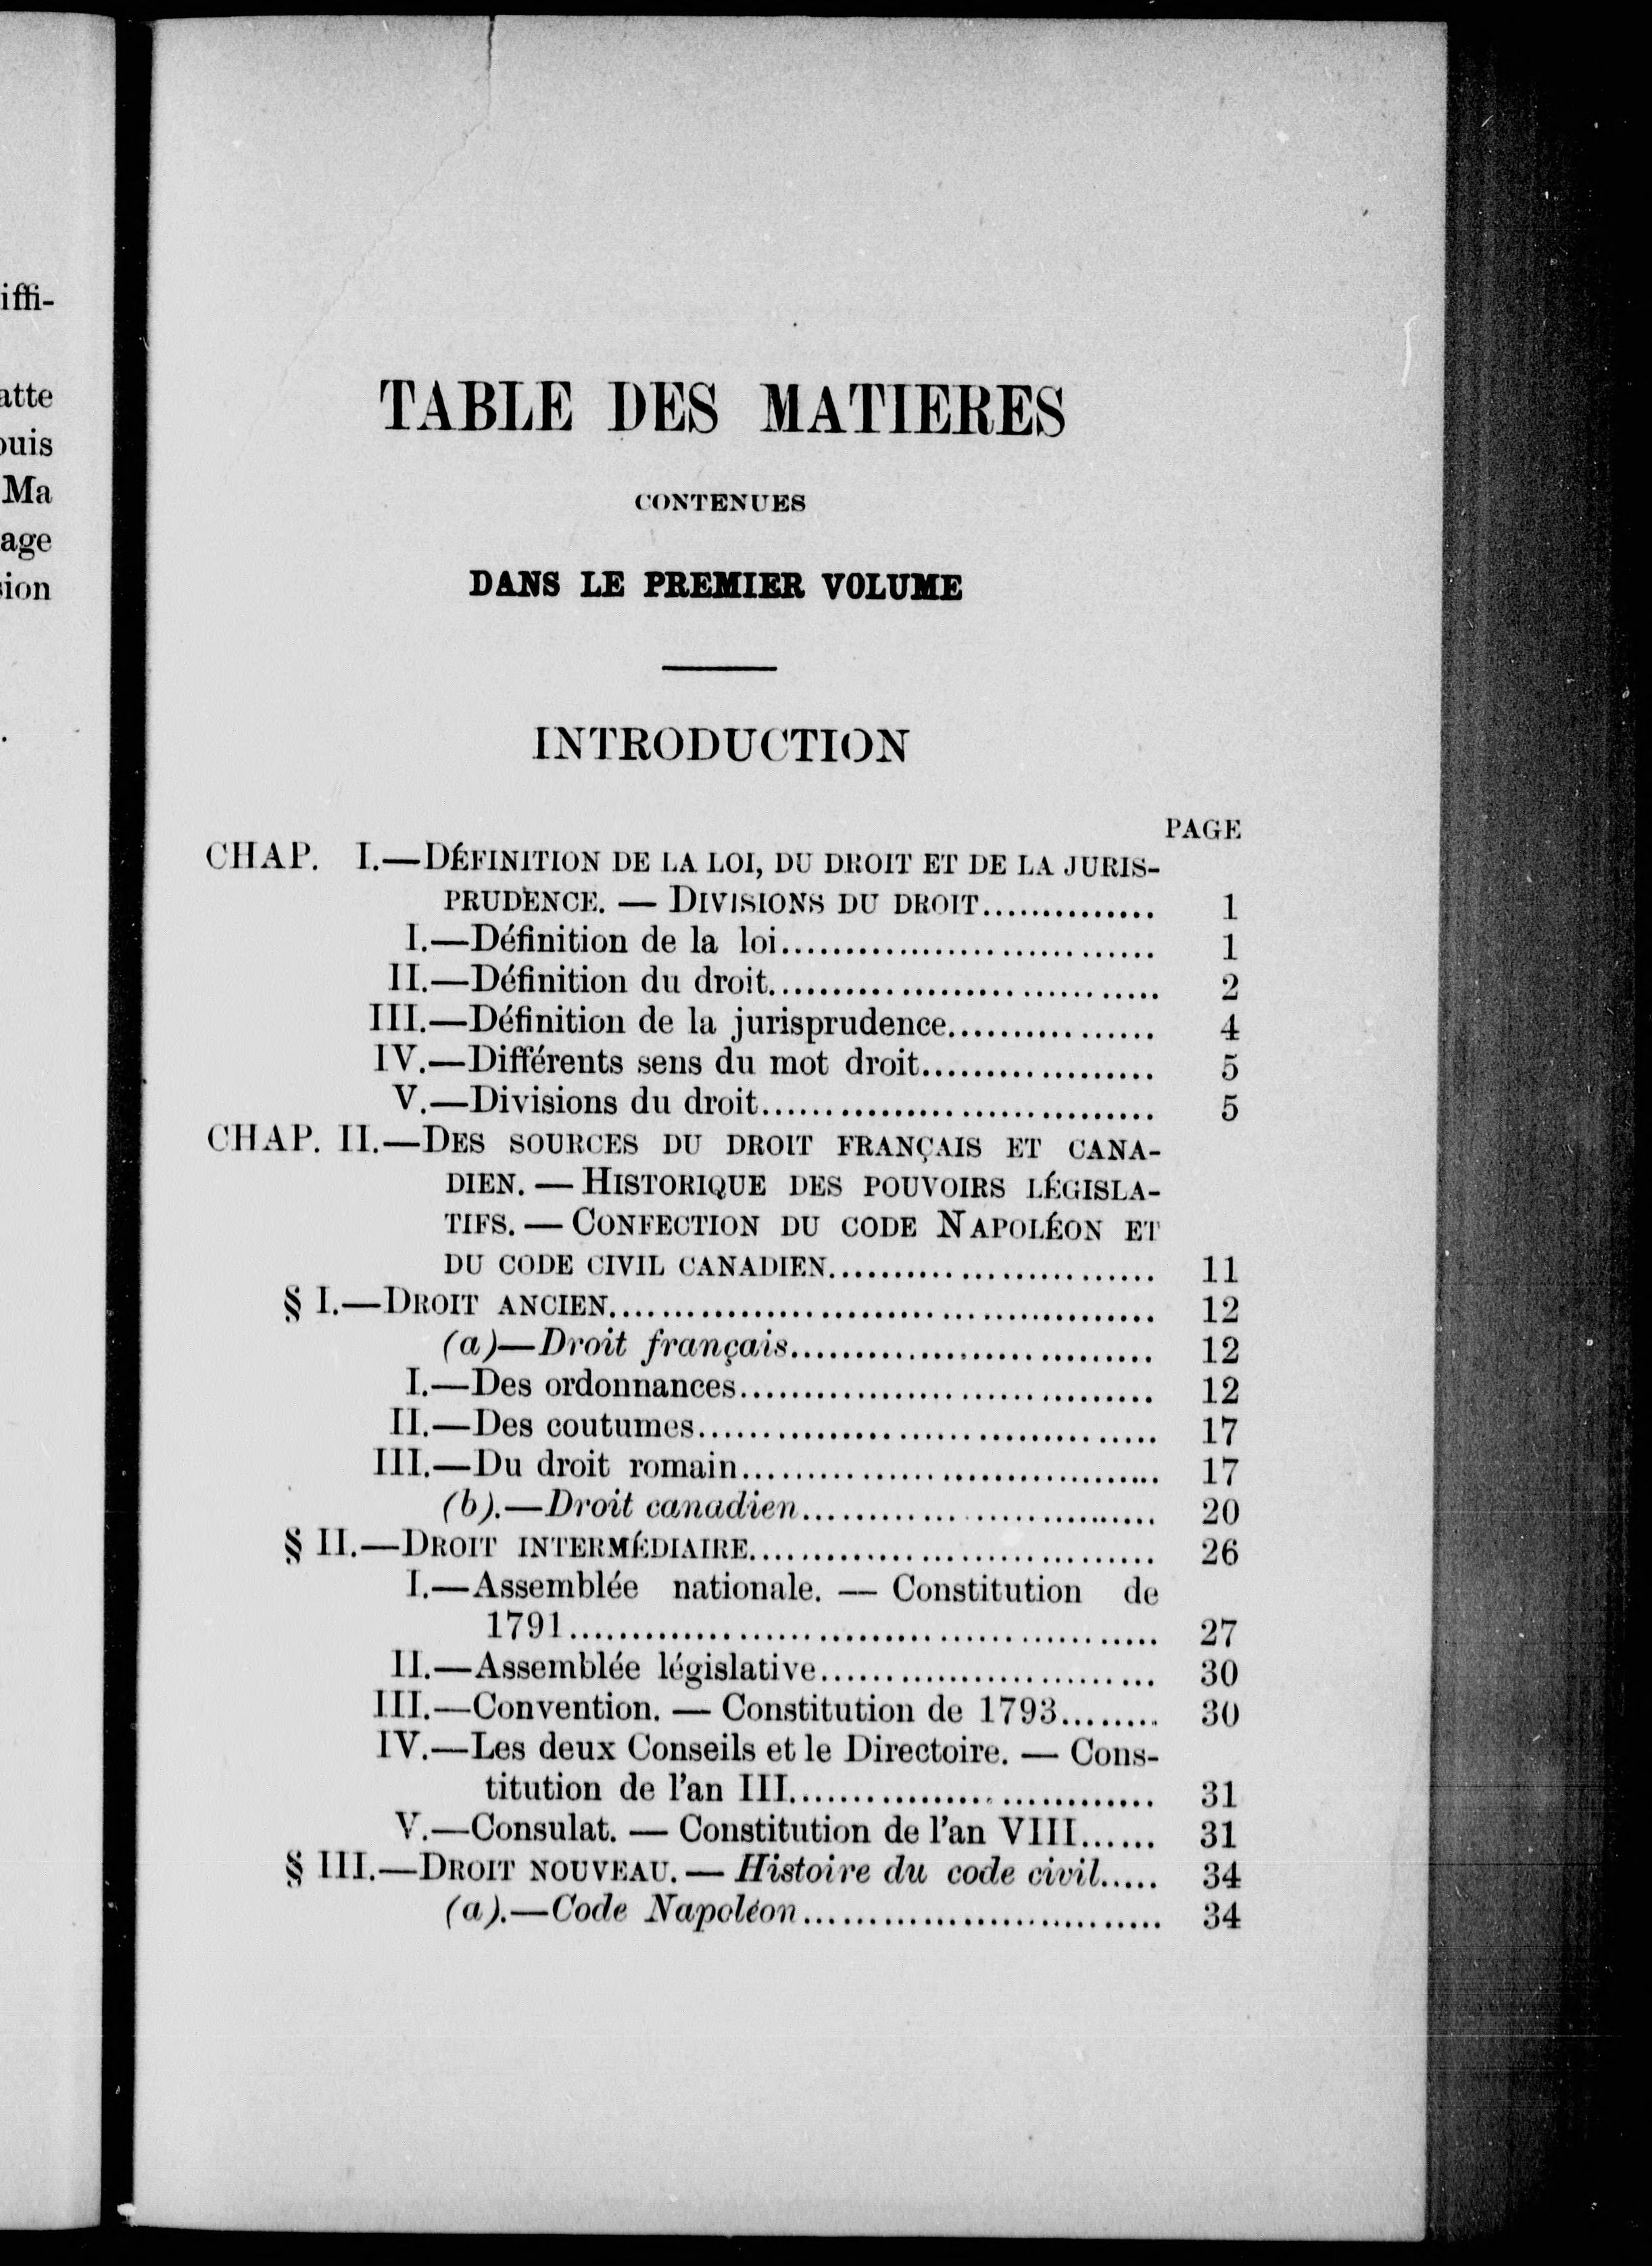 iffi-
atte
ouis
Ma
age
sion
TABLE DES MATIERES
CONTENUES
DANS LE PREMIER VOLUME
INTRODUCTION
PAGE
CHAP. I.—DÉFINITION DE LA LOI, DU DROIT ET DE LA JURIS-
PRUDENCE. — DIVISIONS DU DROIT.............. 1
I.—Définition de la loi............................. 1
II.—Définition du droit.............................. 2
III.—Définition de la jurisprudence................ 4
IV.—Différents sens du mot droit.................. 5
V.—Divisions du droit.............................. 5
CHAP. II.—DES SOURCES DU DROIT FRANÇAIS ET CANA-
DIEN. — HISTORIQUE DES POUVOIRS LÉGISLA-
TIFS. — CONFECTION DU CODE NAPOLÉON ET
DU CODE CIVIL CANADIEN......................... 11
§ I.—DROIT ANCIEN.......................................... 12
(a)—Droit français............................ 12
I.—Des ordonnances................................ 12
II.—Des coutumes................................... 17
III.—Du droit romain................................ 17
(b).—Droit canadien........................... 20
§ II.—DROIT INTERMÉDIAIRE............................... 26
I.—Assemblée nationale. — Constitution de
1791............................................. 27
II.—Assemblée législative.......................... 30
III.—Convention. — Constitution de 1793........ 30
IV.—Les deux Conseils et le Directoire. — Cons-
titution de l'an III............................ 31
V.—Consulat. — Constitution de l'an VIII...... 31
§ III.—DROIT NOUVEAU. — Histoire du code civil..... 34
(a).—Code Napoléon............................ 34